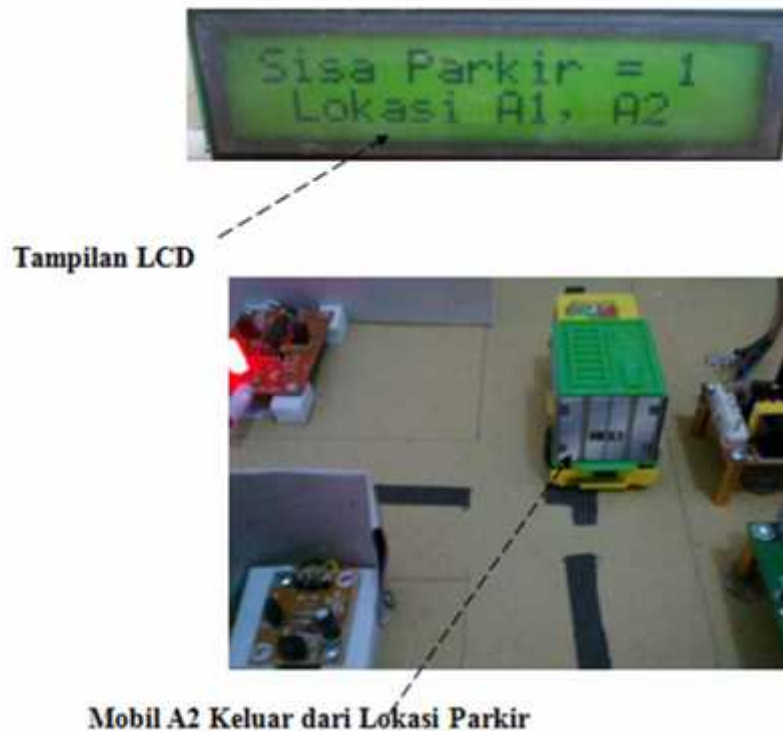 Sisa Parkir = 1
Lokasi A1, A2
Tampilan LCD
Mobil A2 Keluar dari Lokasi Parkir